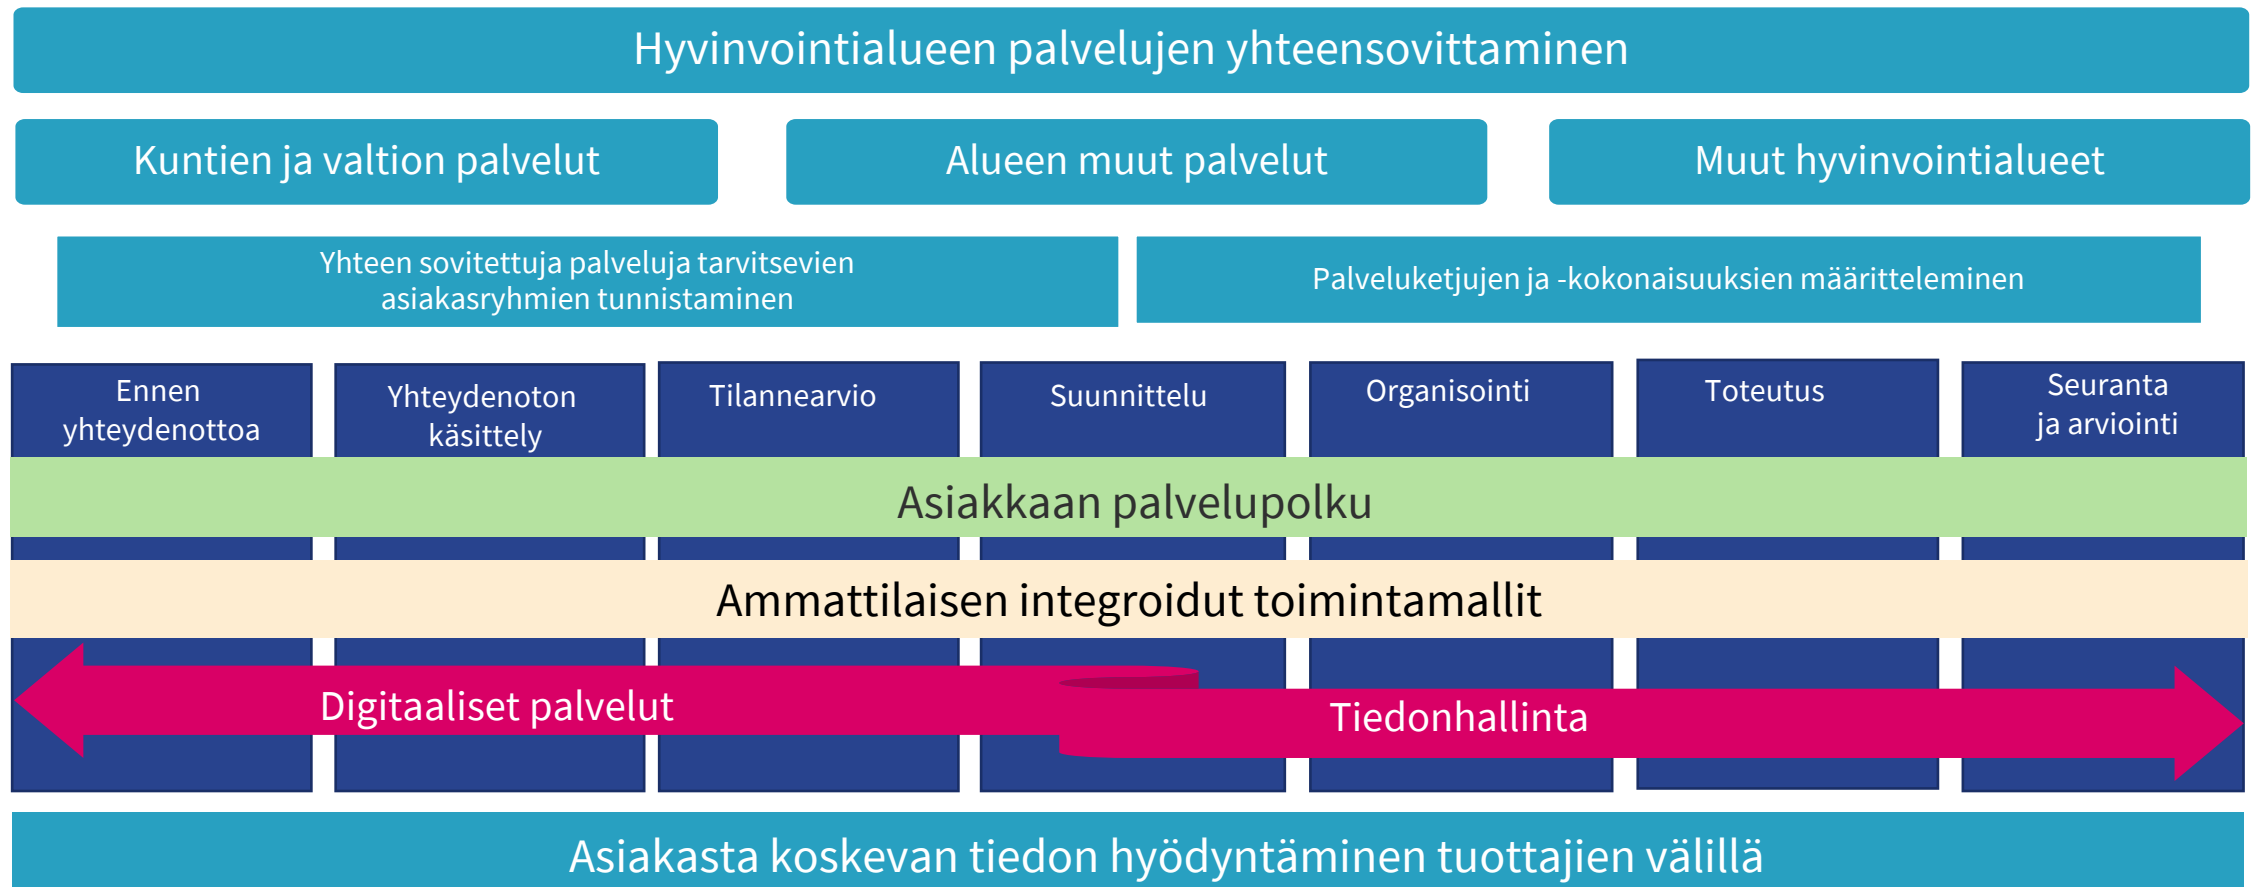 Hyvinvointialueen palvelujen yhteensovittaminen
Kuntien ja valtion palvelut
Alueen muut palvelut
Muut hyvinvointialueet
Yhteen sovitettuja palveluja tarvitsevien
asiakasryhmien tunnistaminen
Palveluketjujen ja -kokonaisuuksien määritteleminen
Ennen
yhteydenottoa
Yhteydenoton
käsittely
Tilannearvio
Suunnittelu
Organisointi
Toteutus
Seuranta
ja arviointi
Asiakkaan palvelupolku
Ammattilaisen integroidut toimintamallit
Digitaaliset palvelut
Tiedonhallinta
Asiakasta koskevan tiedon hyödyntäminen tuottajien välillä